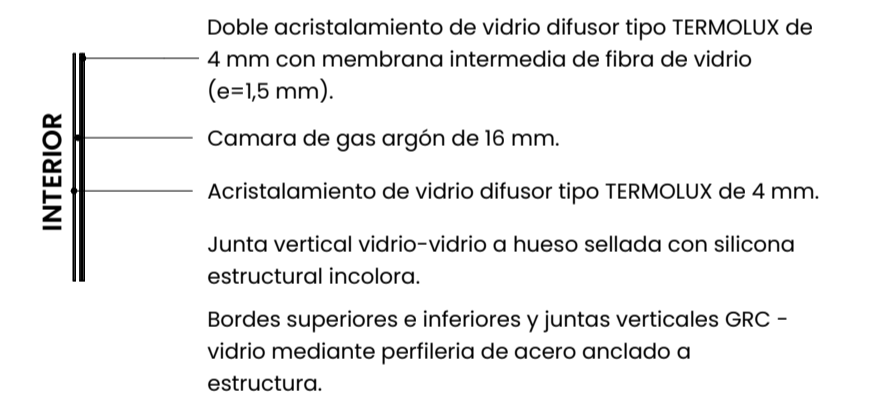 Doble acristalamiento de vidrio difusor tipo TERMOLUX de
4 mm con membrana intermedia de fibra de vidrio
(e=1,5 mm).
INTERIOR
Camara de gas argón de 16 mm.
Acristalamiento de vidrio difusor tipo TERMOLUX de 4 mm.
Junta vertical vidrio-vidrio a hueso sellada con silicona
estructural incolora.
Bordes superiores e inferiores y juntas verticales GRC -
vidrio mediante perfileria de acero anclado a
estructura.